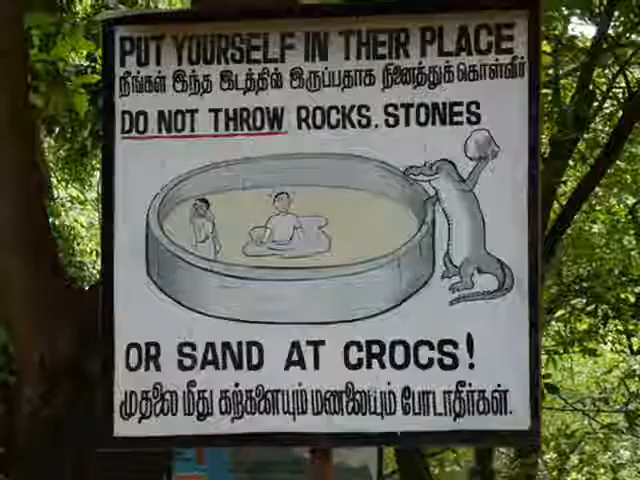 PUT YOURSELF IN THEIR PLACE
நீங்கள் இந்த இடத்தில் இருப்பதாக நினைத்துக்கொள்வீர்
DO NOT THROW ROCKS. STONES
OR SAND AT CROCS!
முதலை மீது கற்களையும் மணலையும் போடாதீர்கள்.